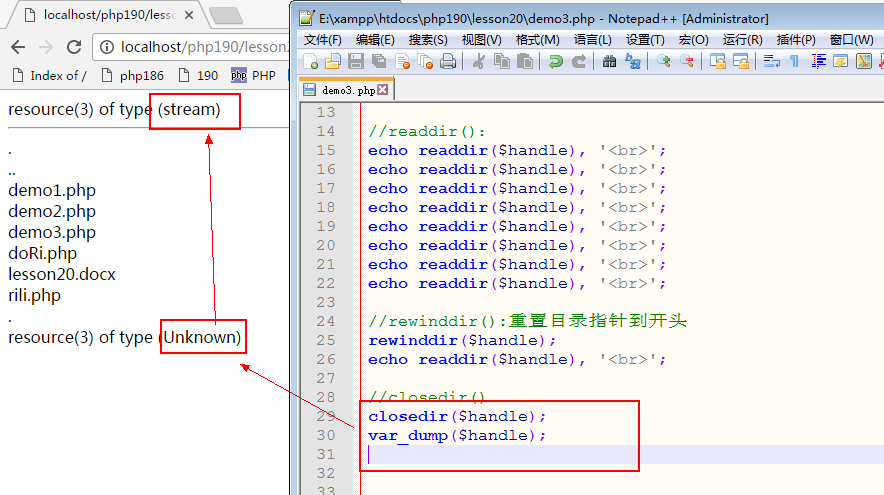 localhost/php190/lesso
localhost/php190/lesson2
Index of /
php186
190
php PHP
resource(3) of type (stream)
.
..
demo1.php
demo2.php
demo3.php
doRi.php
lesson20.docx
rili.php
.
resource(3) of type (Unknown)
E:\xampp\htdocs\php190\lesson20\demo3.php - Notepad++ [Administrator]
文件(F) 编辑(E) 搜索(S) 视图(V) 格式(M) 语言(L) 设置(T) 宏(O) 运行(R) 插件(P) 窗口(W)
demo3.php
13
14 //readdir():
15 echo readdir($handle), '<br>';
16 echo readdir($handle), '<br>';
17 echo readdir($handle), '<br>';
18 echo readdir($handle), '<br>';
19 echo readdir($handle), '<br>';
20 echo readdir($handle), '<br>';
21 echo readdir($handle), '<br>';
22 echo readdir($handle), '<br>';
23
24 //rewinddir():重置目录指针到开头
25 rewinddir($handle);
26 echo readdir($handle), '<br>';
27
28 //closedir()
29 closedir($handle);
30 var_dump($handle);
31
32
33